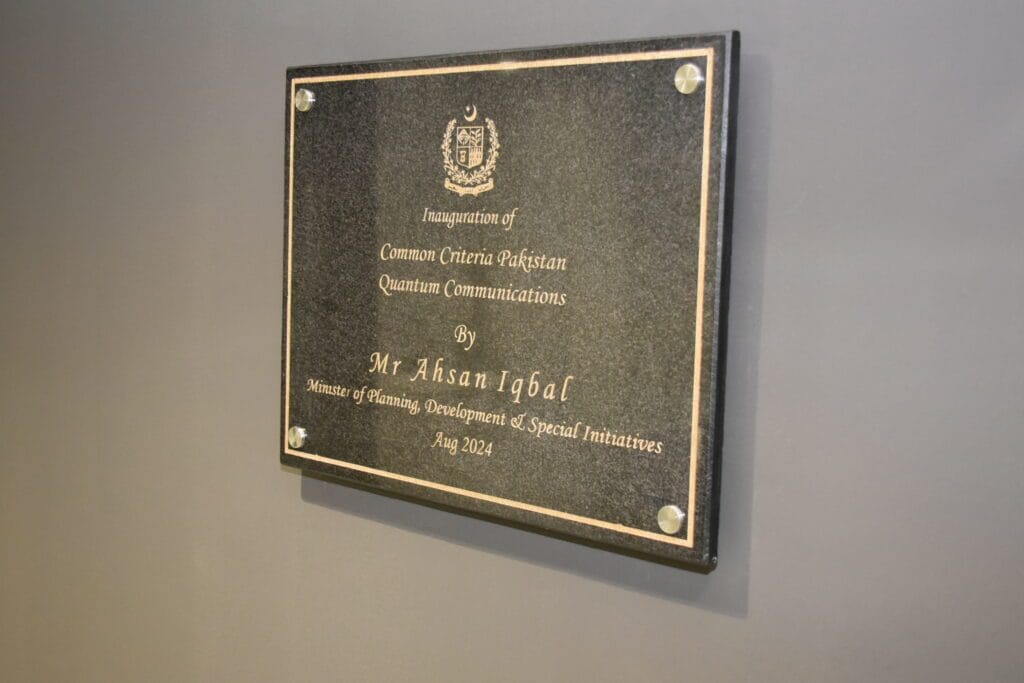 Inauguration of
Common Criteria Pakistan
Quantum Communications
By
Mr Ahsan Iqbal
Minister of Planning, Development & Special Initiatives
Aug 2024